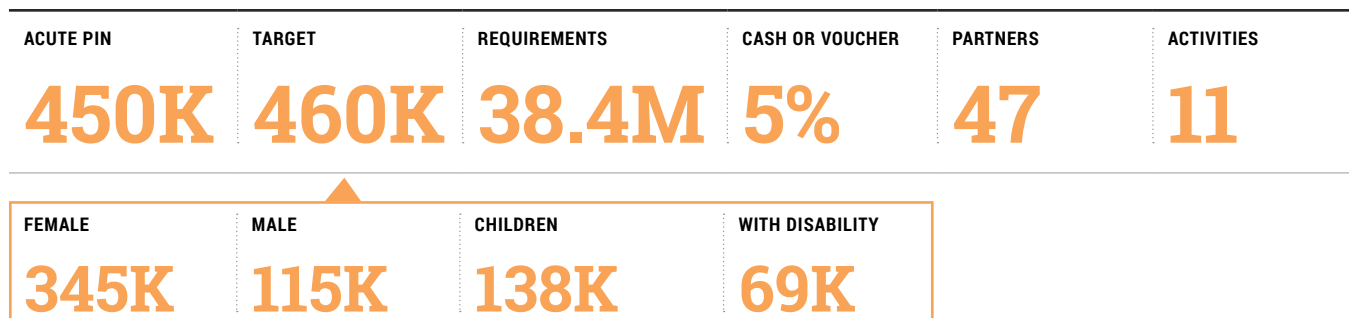 ACUTE PIN TARGET REQUIREMENTS CASH OR VOUCHER PARTNERS ACTIVITIES
450K 460K 38.4M 5% 47 11
FEMALE MALE CHILDREN WITH DISABILITY
345K 115K 138K 69K